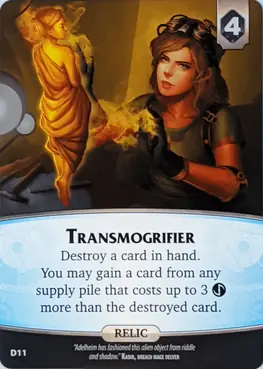 4
TRANSMOGRIFIER
Destroy a card in hand.
You may gain a card from any
supply pile that costs up to 3
more than the destroyed card.
RELIC
D11
"Adelheim has fashioned this alien object from riddle
and shadow." KADIR, BREACH MAGE DELVER